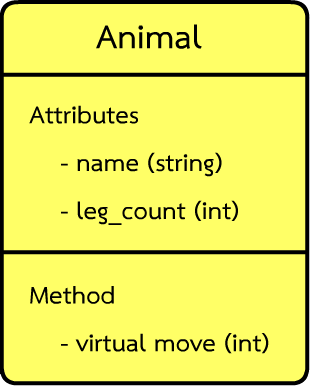 Animal
Attributes
- name (string)
- leg_count (int)
Method
- virtual move (int)